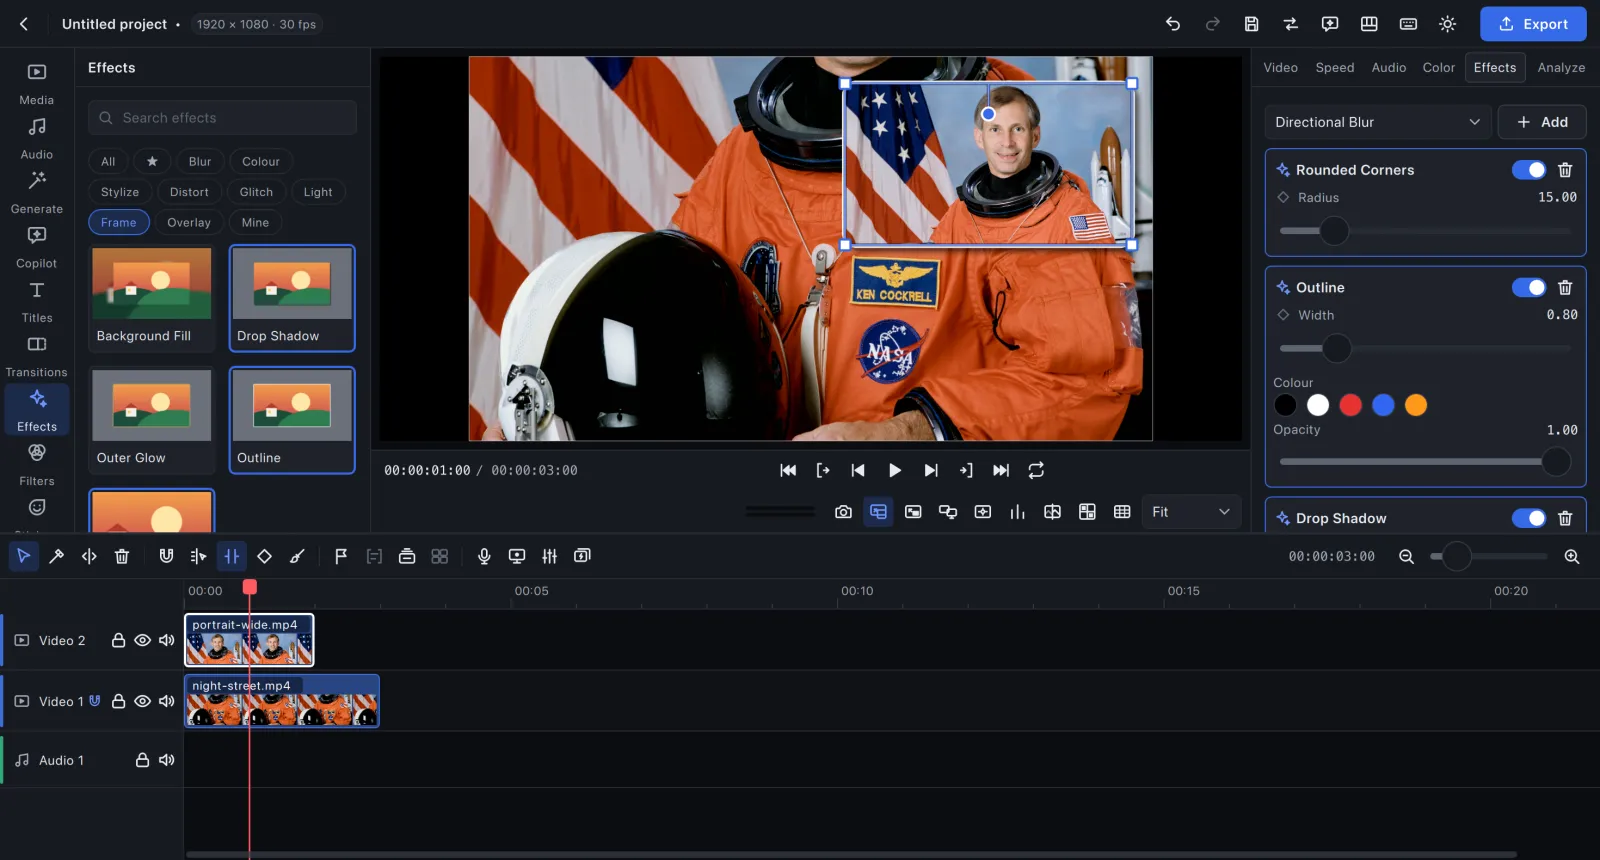 Untitled project •
1920 × 1080 · 30 fps
Export
Media
Audio
Generate
Copilot
Titles
Transitions
Effects
Filters
Effects
Search effects
All
Blur
Colour
Stylize
Distort
Glitch
Light
Frame
Overlay
Mine
Background Fill
Drop Shadow
Outer Glow
Outline
KEN COCKRELL
NASA
00:00:01:00 / 00:00:03:00
Fit
Video
Speed
Audio
Color
Effects
Analyze
Directional Blur
Add
Rounded Corners
Radius
15.00
Outline
Width
0.80
Colour
Opacity
1.00
Drop Shadow
00:00:03:00
00:00
00:05
00:10
00:15
00:20
Video 2
portrait-wide.mp4
Video 1
night-street.mp4
Audio 1